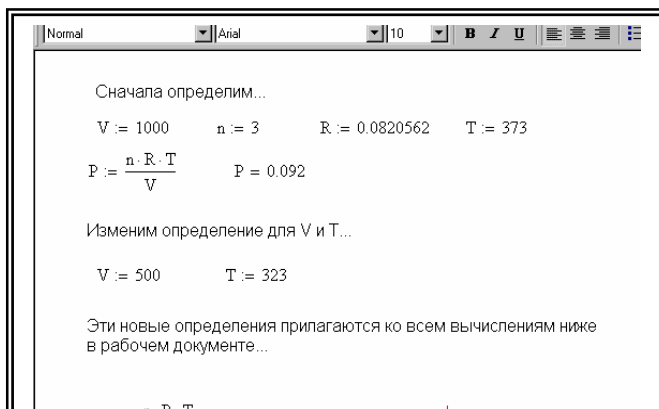 Normal Arial 10 B I U
Сначала определим...
V := 1000 n := 3 R := 0.0820562 T := 373
P := n · R · T / V P = 0.092
Изменим определение для V и T...
V := 500 T := 323
Эти новые определения прилагаются ко всем вычислениям ниже
в рабочем документе...